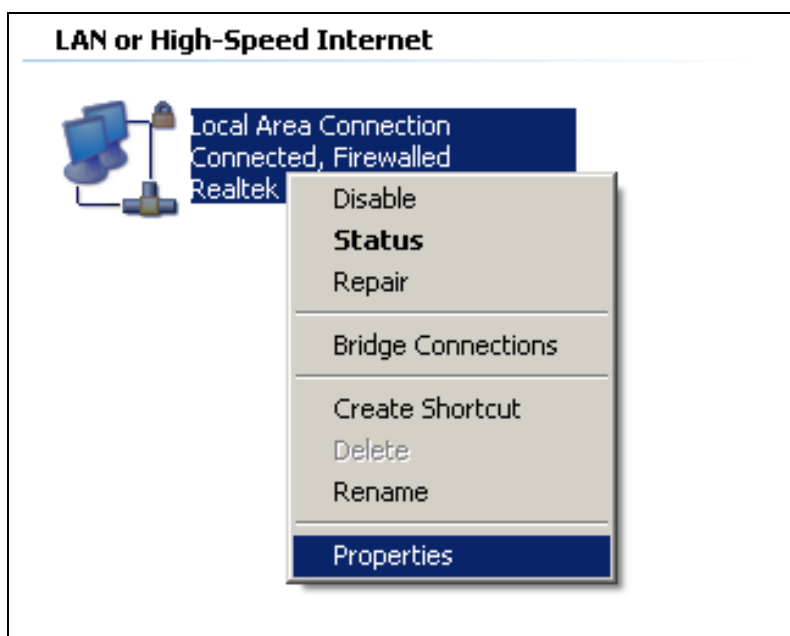 LAN or High-Speed Internet
Local Area Connection
Connected, Firewalled
Realtek
Disable
Status
Repair
Bridge Connections
Create Shortcut
Delete
Rename
Properties